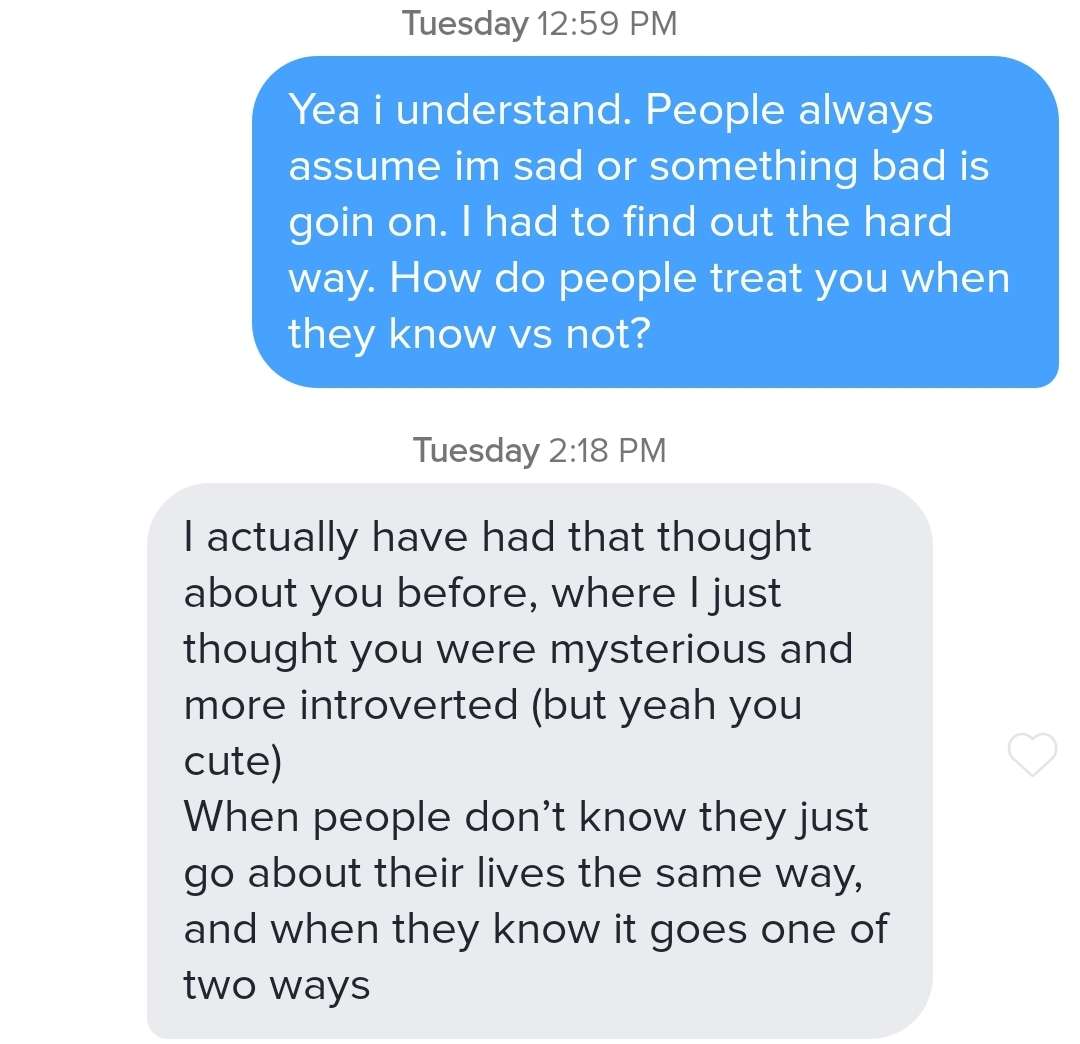 Tuesday 12:59 PM
Yea i understand. People always
assume im sad or something bad is
goin on. I had to find out the hard
way. How do people treat you when
they know vs not?
Tuesday 2:18 PM
I actually have had that thought
about you before, where I just
thought you were mysterious and
more introverted (but yeah you
cute)
When people don’t know they just
go about their lives the same way,
and when they know it goes one of
two ways